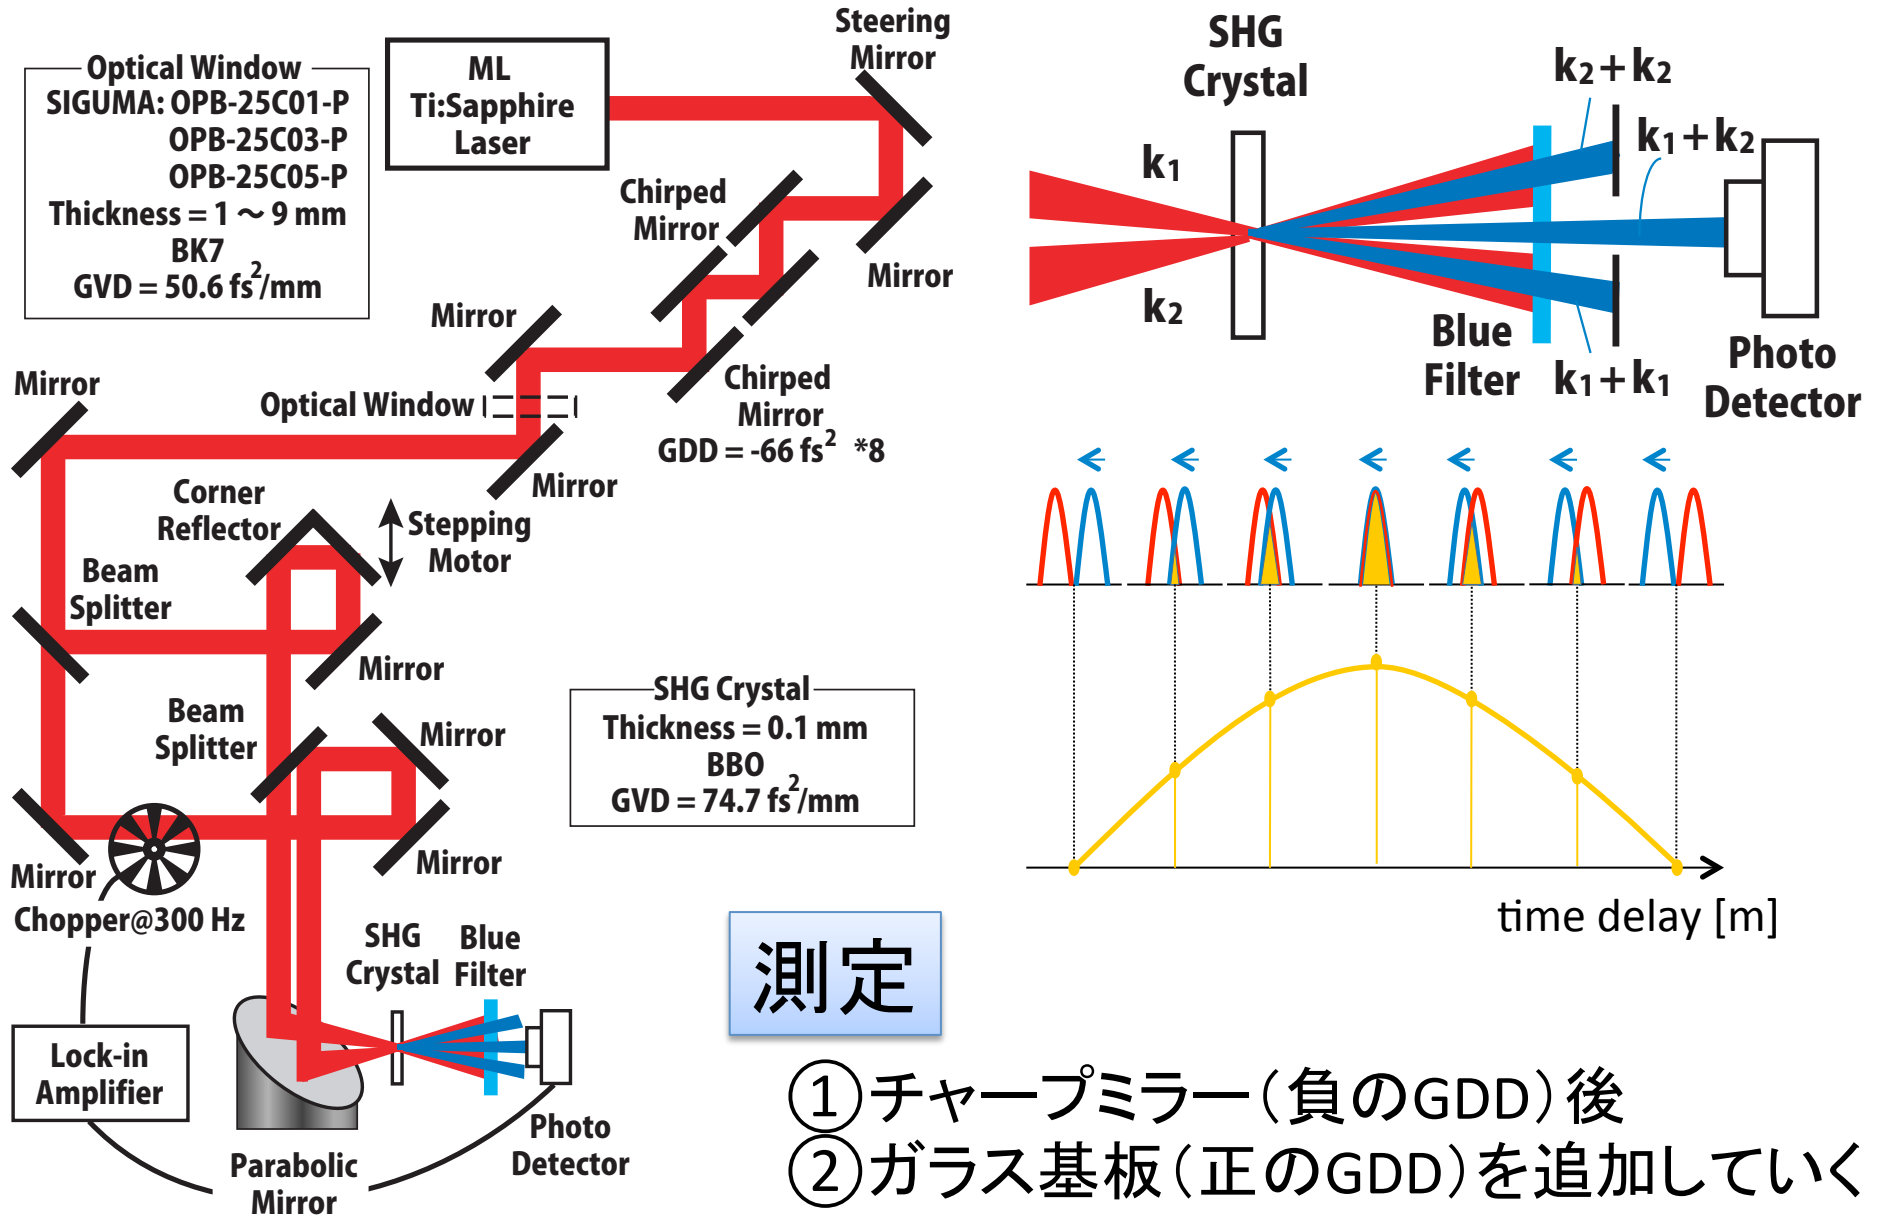 Optical Window
SIGUMA: OPB-25C01-P
OPB-25C03-P
OPB-25C05-P
Thickness = 1 ～ 9 mm
BK7
GVD = 50.6 fs²/mm
ML
Ti:Sapphire
Laser
Steering
Mirror
Chirped
Mirror
Mirror
Mirror
Chirped
Mirror
GDD = -66 fs² *8
Optical Window
Mirror
Mirror
Corner
Reflector
Stepping
Motor
Beam
Splitter
Mirror
Beam
Splitter
Mirror
Mirror
Mirror
Chopper@300 Hz
SHG Crystal
Thickness = 0.1 mm
BBO
GVD = 74.7 fs²/mm
SHG
Crystal
Blue
Filter
Lock-in
Amplifier
Parabolic
Mirror
Photo
Detector
SHG
Crystal
k₁
k₂
k₂+k₂
k₁+k₂
k₁+k₁
Blue
Filter
Photo
Detector
time delay [m]
測定
①チャープミラー（負のGDD）後
②ガラス基板（正のGDD）を追加していく